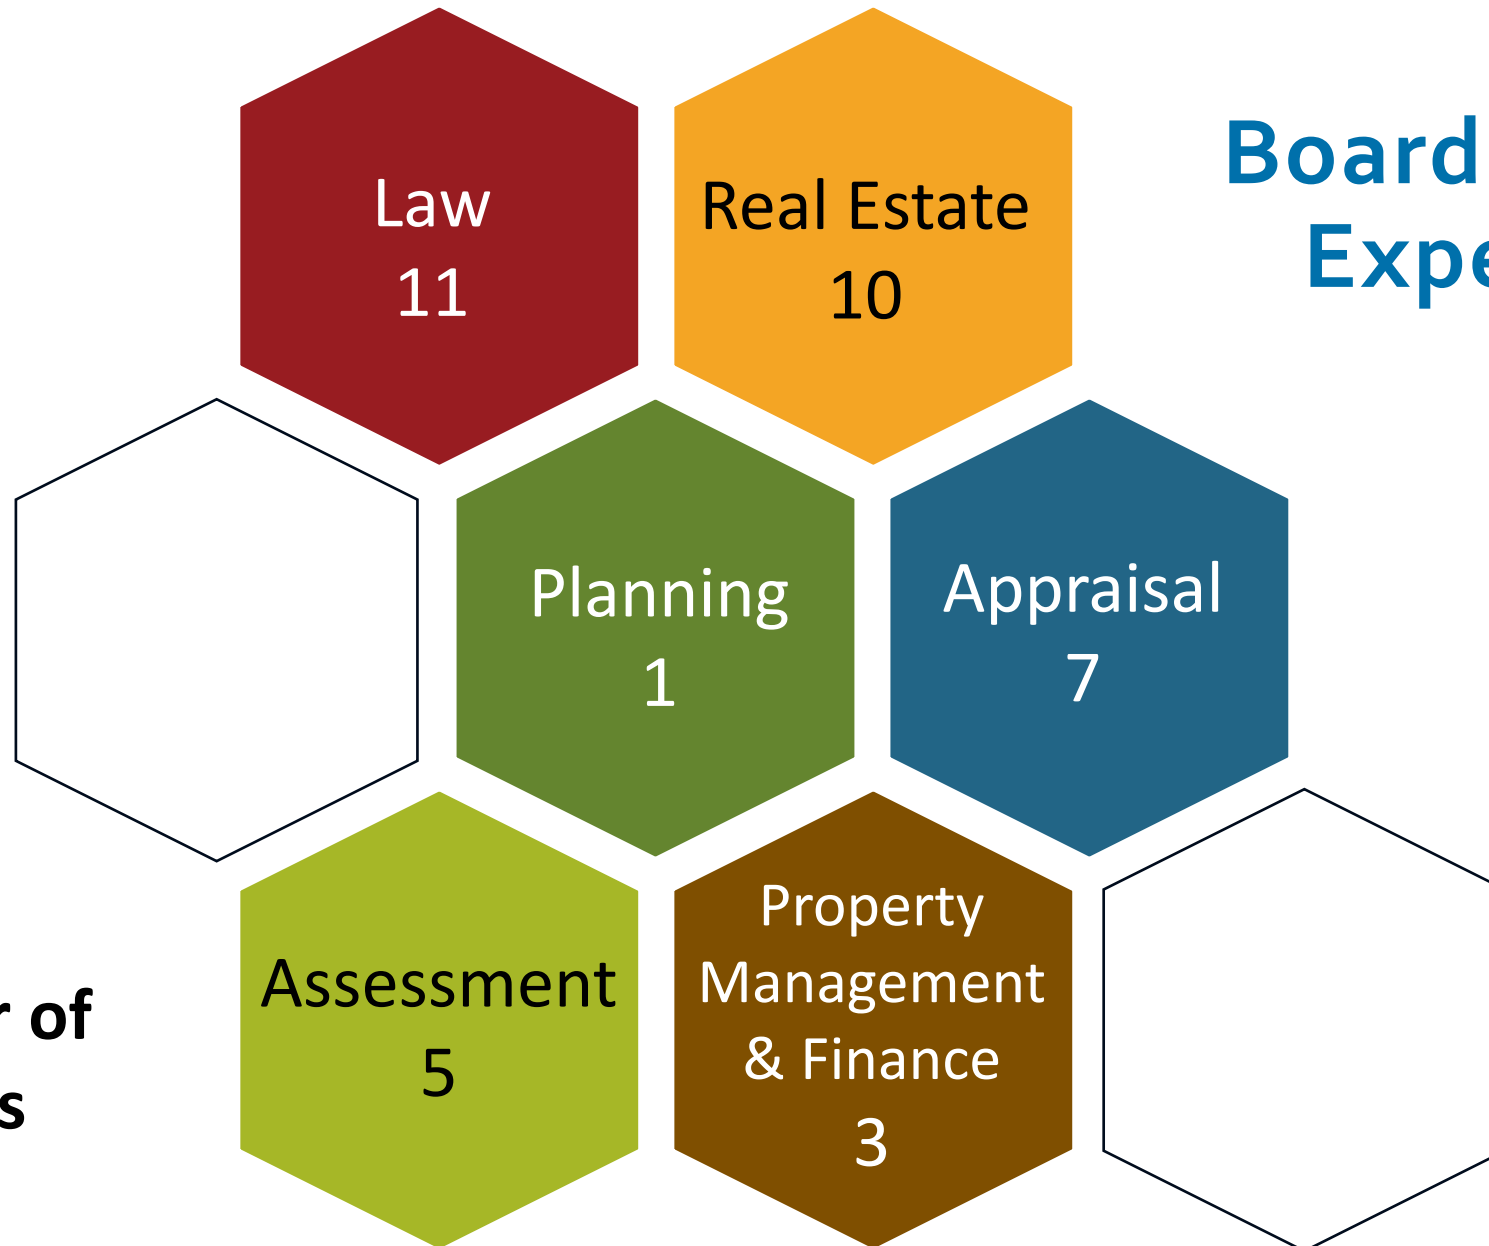 Board
Expe
Law
11
Real Estate
10
Planning
1
Appraisal
7
Assessment
5
Property
Management
& Finance
3
r of
s